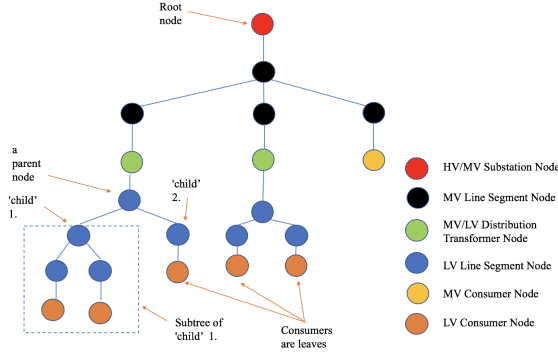 Root
node
a
parent
node
'child'
1.
'child'
2.
Subtree of
'child' 1.
Consumers
are leaves
HV/MV Substation Node
MV Line Segment Node
MV/LV Distribution
Transformer Node
LV Line Segment Node
MV Consumer Node
LV Consumer Node